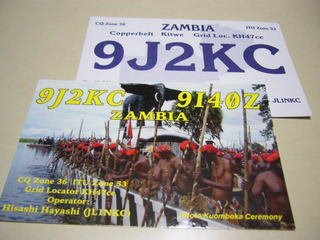 CQ Zone 36
ZAMBIA
ITU Zone 53
Copperbelt Kitwe Grid Loc. KH47ce
9J2KC
JL1NKC)
9J2KC 9I40Z
ZAMBIA
CQ Zone 36 ITU Zone 53
Grid Locator KH47ce
Operator:
Hisashi Hayashi (JL1NKC)
Photo Kuomboka Ceremony